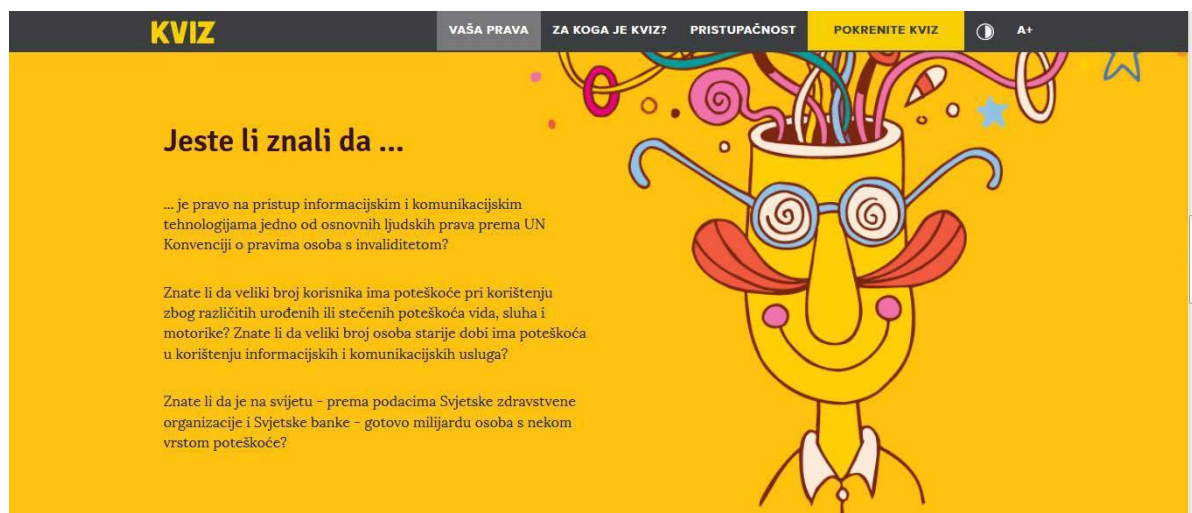 KVIZ
VAŠA PRAVA
ZA KOGA JE KVIZ?
PRISTUPAČNOST
POKRENITE KVIZ
A+
Jeste li znali da ...
... je pravo na pristup informacijskim i komunikacijskim
tehnologijama jedno od osnovnih ljudskih prava prema UN
Konvenciji o pravima osoba s invaliditetom?
Znate li da veliki broj korisnika ima poteškoće pri korištenju
zbog različitih urođenih ili stečenih poteškoća vida, sluha i
motorike? Znate li da veliki broj osoba starije dobi ima poteškoća
u korištenju informacijskih i komunikacijskih usluga?
Znate li da je na svijetu - prema podacima Svjetske zdravstvene
organizacije i Svjetske banke - gotovo milijardu osoba s nekom
vrstom poteškoće?